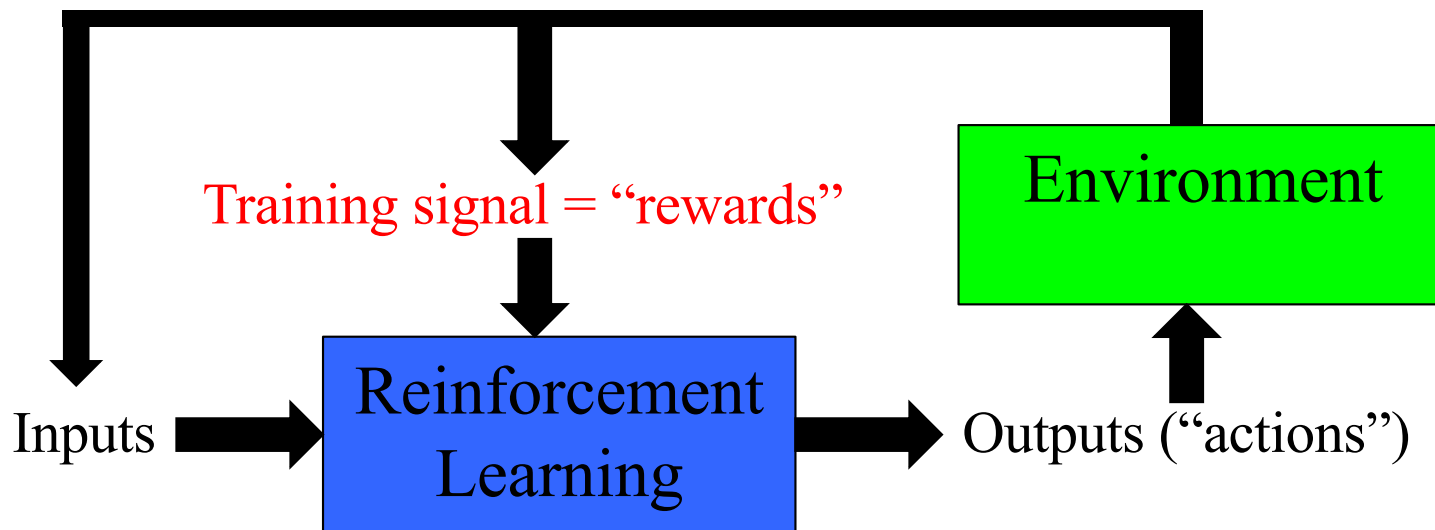 Environment
Training signal = “rewards”
Reinforcement
Learning
Inputs
Outputs (“actions”)